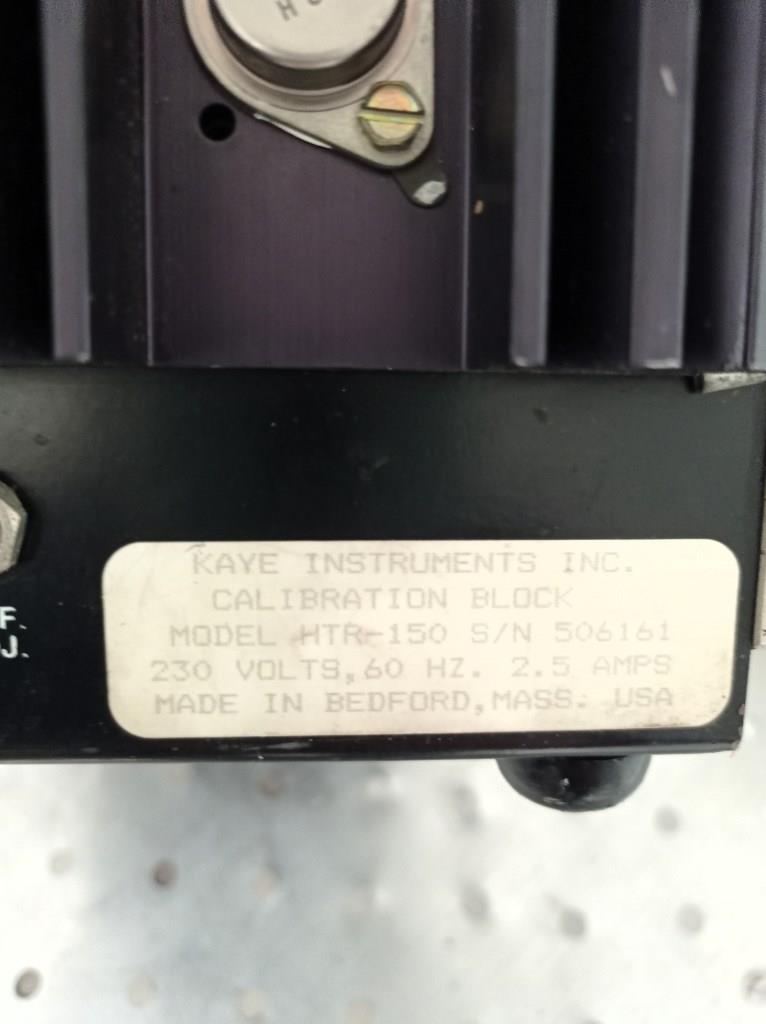 KAYE INSTRUMENTS INC.
CALIBRATION BLOCK
MODEL HTR-150 S/N 506161
230 VOLTS,60 HZ. 2.5 AMPS
MADE IN BEDFORD,MASS. USA
F.
J.